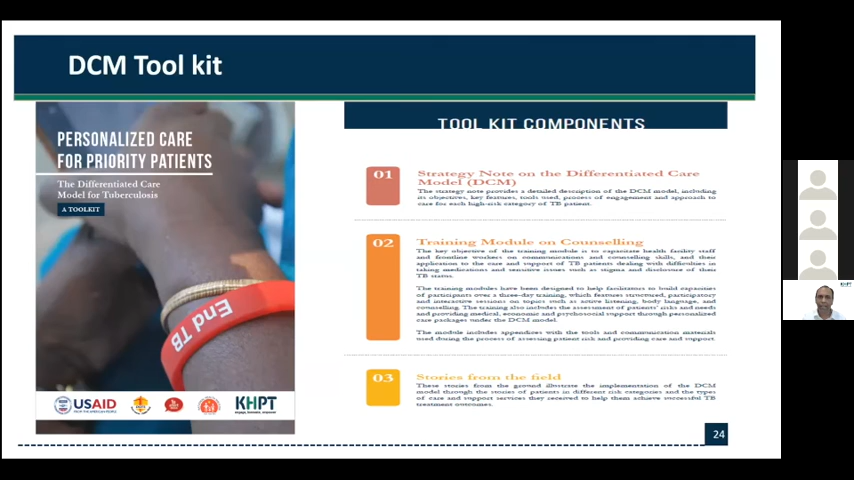 DCM Tool kit
PERSONALIZED CARE
FOR PRIORITY PATIENTS
The Differentiated Care
Model for Tuberculosis
A TOOLKIT
End TB
USAID
FROM THE AMERICAN PEOPLE
KHPT
TOOL KIT COMPONENTS
01
Strategy Note on the Differentiated Care
Model (DCM)
The strategy note provides a detailed description of the DCM model, including
its objectives, key features, tools used, process of engagement and approach to
care for each high-risk category of TB patient.
02
Training Module on Counselling
The key objective of the training module is to capacitate health facility staff
and frontline workers on communications and counselling skills, and their
application to the care and support of TB patients dealing with difficulties in
taking medications and sensitive issues such as stigma and disclosure of them
TB status.
The training modules have been designed to help facilitators to build capacities
of participants over a three-day training, which features structured, participatory
and interactive sessions on topics such as active listening, body language, and
counselling. The training also includes the assessment of patients' risks and needs
and providing medical, economic and psychosocial support through personalized
care packages under the DCM model.
The module includes appendices with the tools and communication materials
used during the process of assessing patient risk and providing care and support
03
Stories from the field
These stories from the ground illustrate the implementation of the DCM
model through the stories of patients in different risk categories and the types
of care and support services they received to help them achieve successful TB
treatment outcomes.
24
KHPT